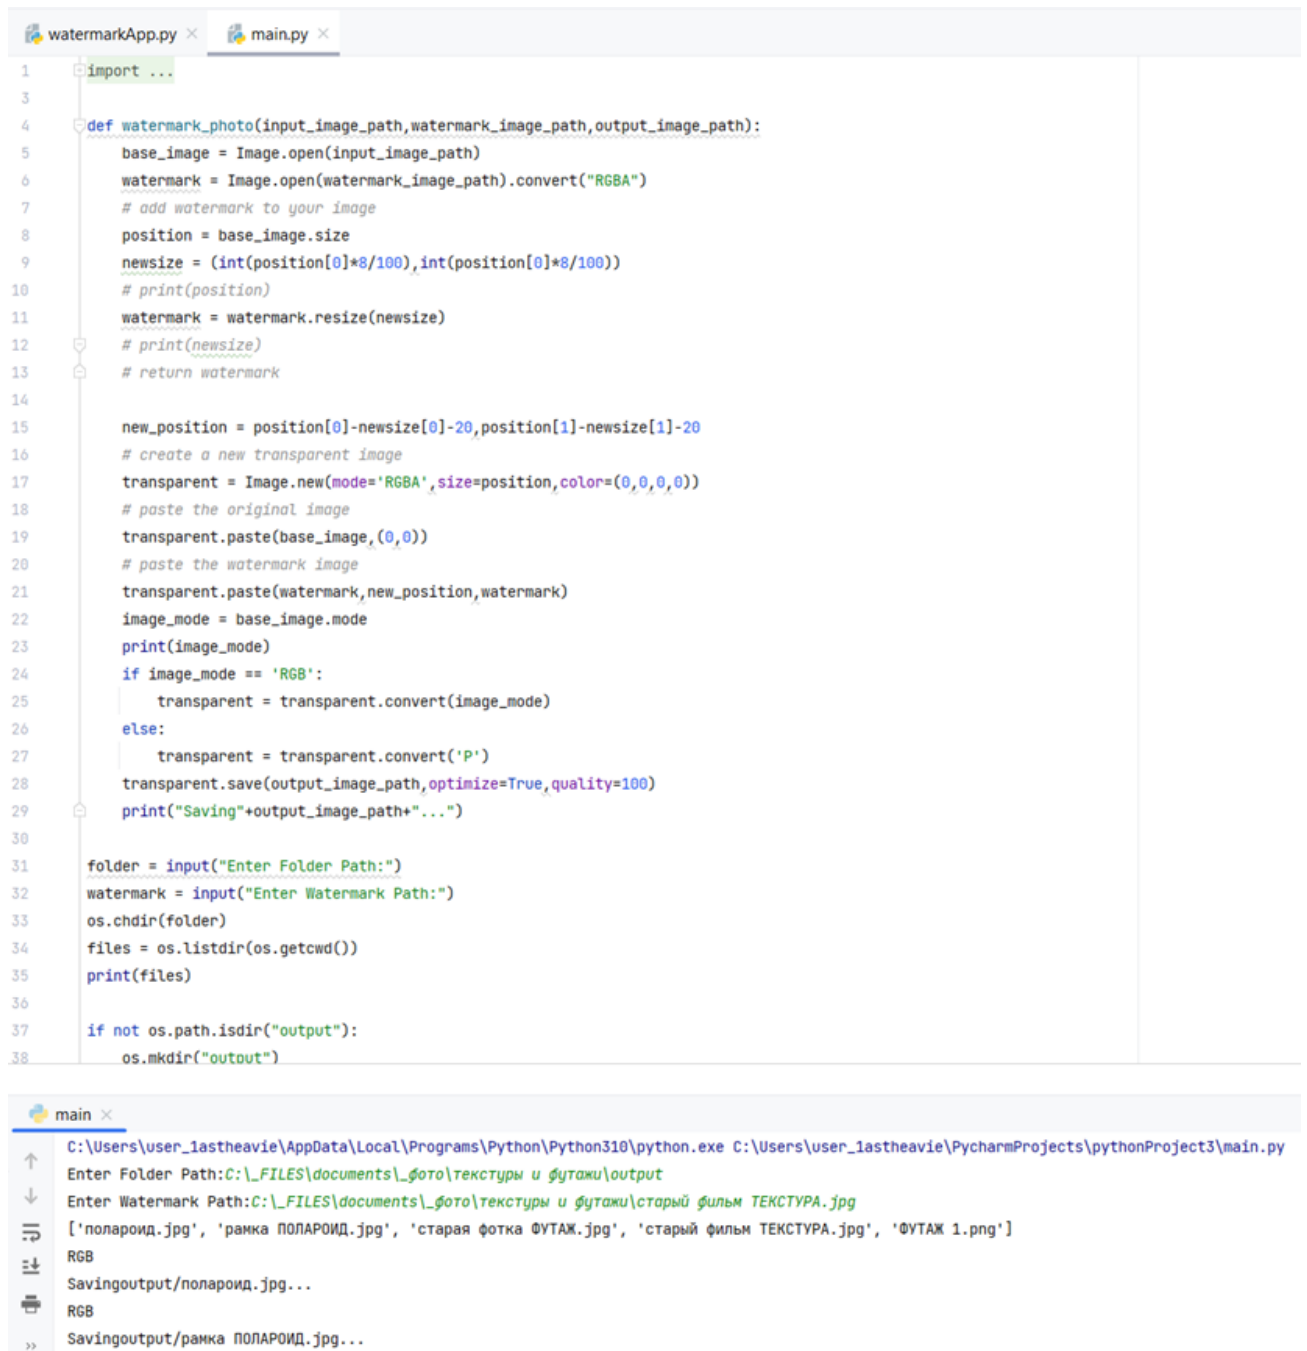 watermarkApp.py
main.py
1 import ...
3
4 def watermark_photo(input_image_path,watermark_image_path,output_image_path):
5 base_image = Image.open(input_image_path)
6 watermark = Image.open(watermark_image_path).convert("RGBA")
7 # add watermark to your image
8 position = base_image.size
9 newsize = (int(position[0]*8/100),int(position[0]*8/100))
10 # print(position)
11 watermark = watermark.resize(newsize)
12 # print(newsize)
13 # return watermark
14
15 new_position = position[0]-newsize[0]-20,position[1]-newsize[1]-20
16 # create a new transparent image
17 transparent = Image.new(mode='RGBA',size=position,color=(0,0,0,0))
18 # paste the original image
19 transparent.paste(base_image,(0,0))
20 # paste the watermark image
21 transparent.paste(watermark,new_position,watermark)
22 image_mode = base_image.mode
23 print(image_mode)
24 if image_mode == 'RGB':
25 transparent = transparent.convert(image_mode)
26 else:
27 transparent = transparent.convert('P')
28 transparent.save(output_image_path,optimize=True,quality=100)
29 print("Saving"+output_image_path+"...")
30
31 folder = input("Enter Folder Path:")
32 watermark = input("Enter Watermark Path:")
33 os.chdir(folder)
34 files = os.listdir(os.getcwd())
35 print(files)
36
37 if not os.path.isdir("output"):
38 os.mkdir("output")
main
C:\Users\user_1astheavie\AppData\Local\Programs\Python\Python310\python.exe C:\Users\user_1astheavie\PycharmProjects\pythonProject3\main.py
Enter Folder Path:C:\_FILES\documents\_фото\текстуры и футажи\output
Enter Watermark Path:C:\_FILES\documents\_фото\текстуры и футажи\старый фильм ТЕКСТУРА.jpg
['полароид.jpg', 'рамка ПОЛАРОИД.jpg', 'старая фотка ФУТАЖ.jpg', 'старый фильм ТЕКСТУРА.jpg', 'ФУТАЖ 1.png']
RGB
Savingoutput/полароид.jpg...
RGB
Savingoutput/рамка ПОЛАРОИД.jpg...